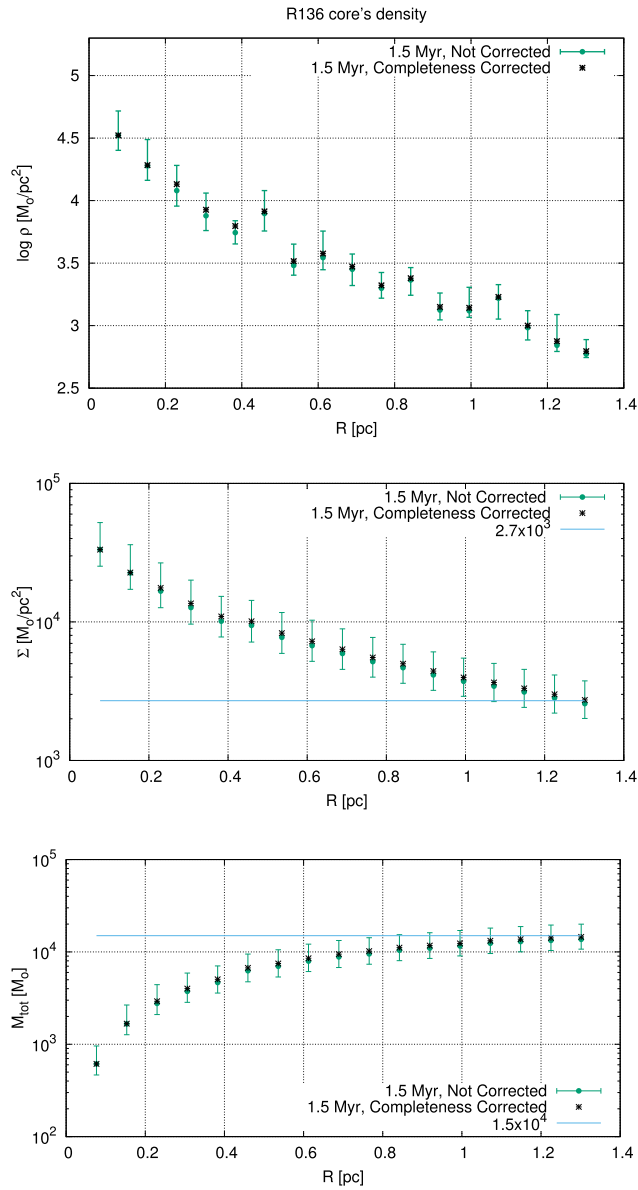 R136 core's density
1.5 Myr, Not Corrected
1.5 Myr, Completeness Corrected
log ρ [M₀/pc²]
5
4.5
4
3.5
3
2.5
0 0.2 0.4 0.6 0.8 1 1.2 1.4
R [pc]
1.5 Myr, Not Corrected
1.5 Myr, Completeness Corrected
2.7x10³
Σ [M₀/pc²]
10⁵
10⁴
10³
0 0.2 0.4 0.6 0.8 1 1.2 1.4
R [pc]
M_tot [M₀]
10⁵
10⁴
10³
10²
1.5 Myr, Not Corrected
1.5 Myr, Completeness Corrected
1.5x10⁴
0 0.2 0.4 0.6 0.8 1 1.2 1.4
R [pc]